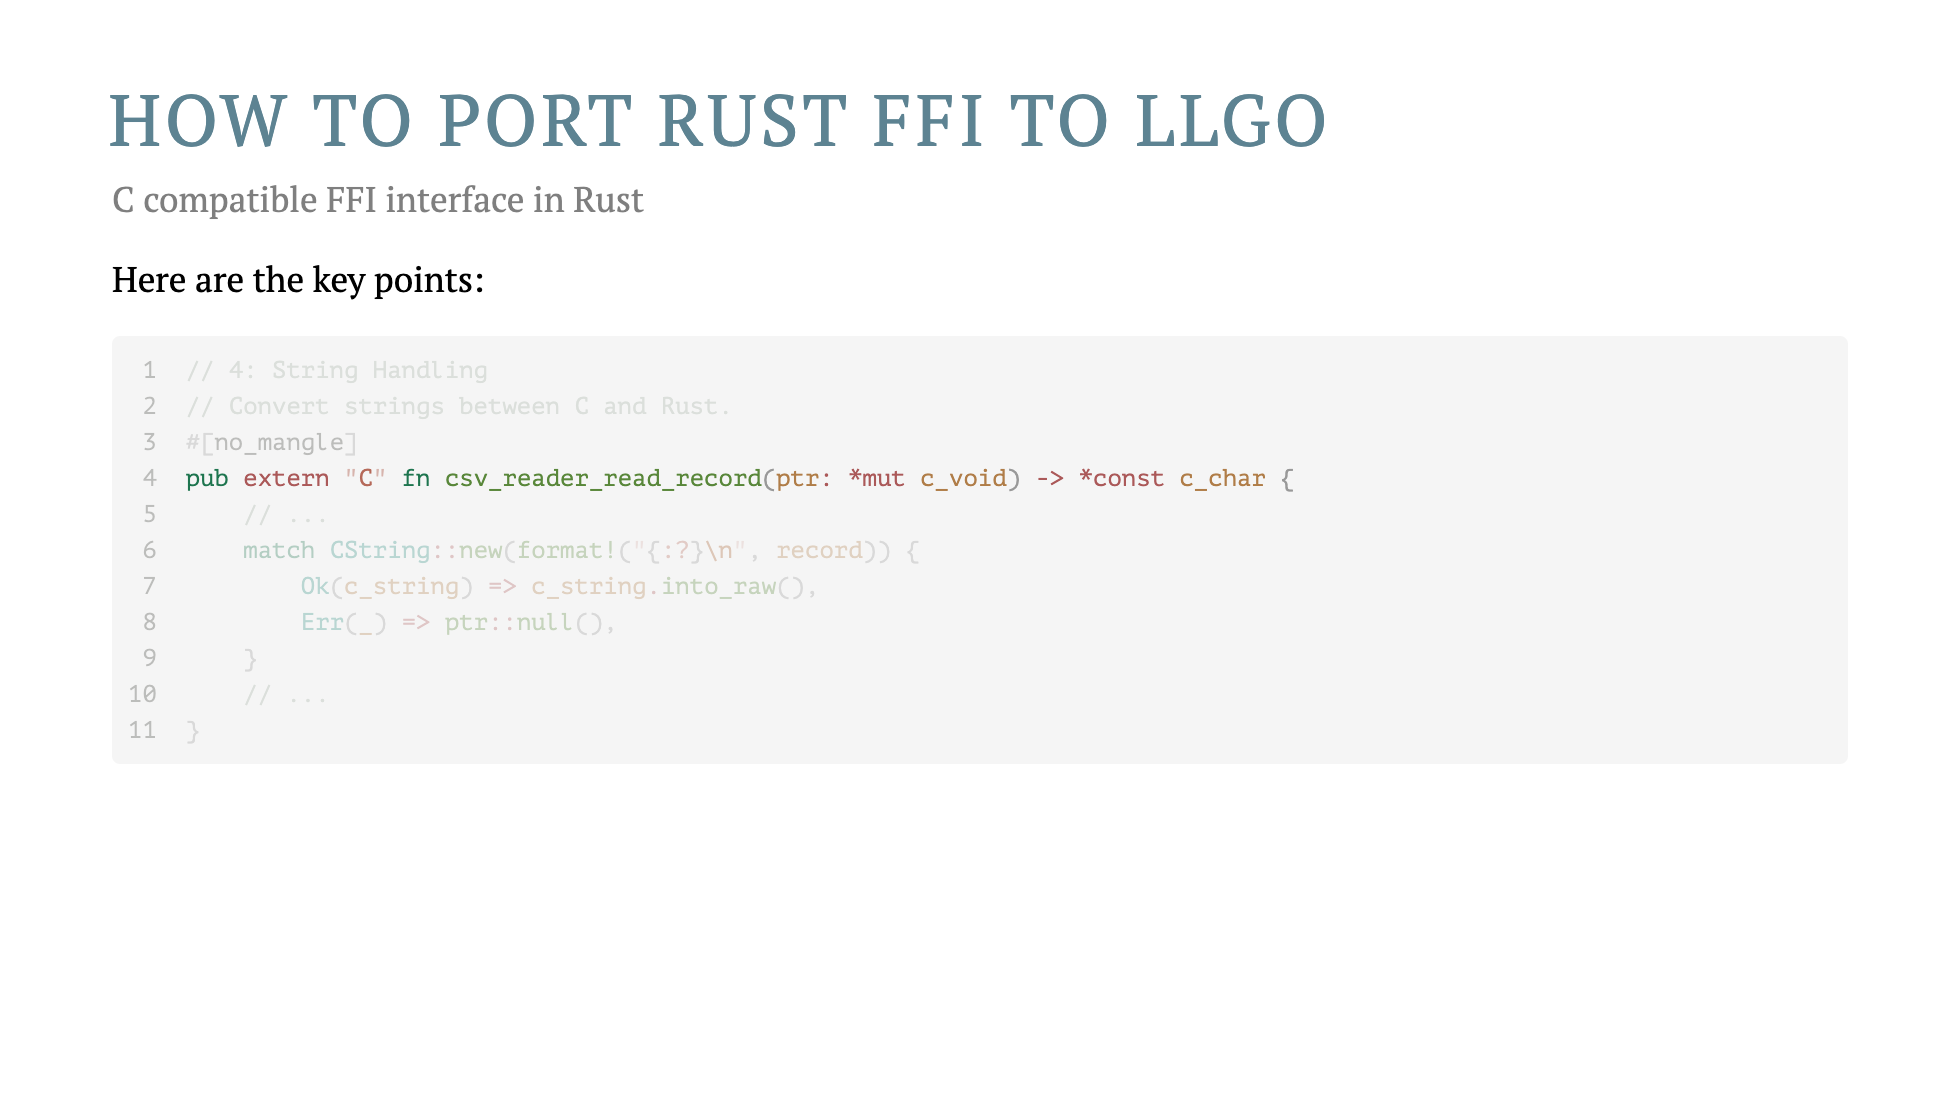 HOW TO PORT RUST FFI TO LLGO
C compatible FFI interface in Rust
Here are the key points:
1 // 4: String Handling
2 // Convert strings between C and Rust.
3 #[no_mangle]
4 pub extern "C" fn csv_reader_read_record(ptr: *mut c_void) -> *const c_char {
5     // ...
6     match CString::new(format!("{:?}\n", record)) {
7         Ok(c_string) => c_string.into_raw(),
8         Err(_) => ptr::null(),
9     }
10     // ...
11 }